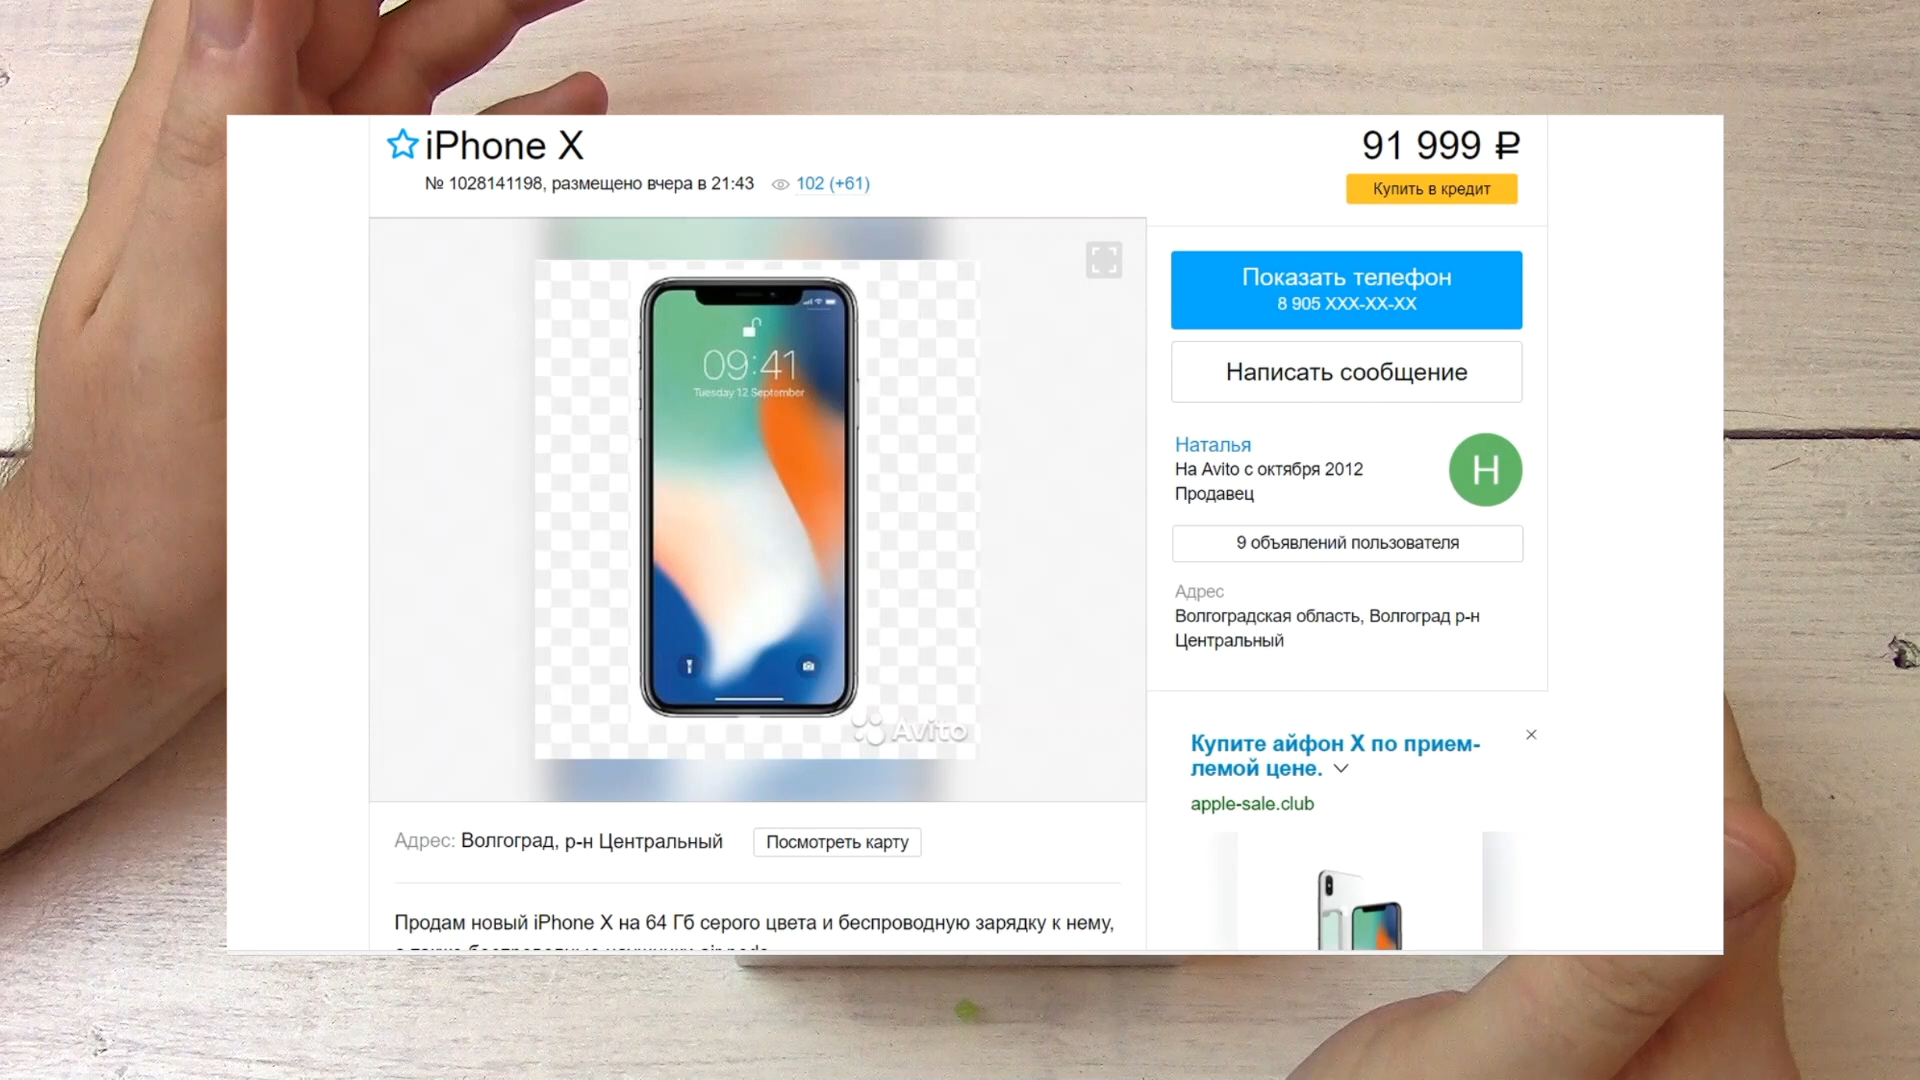 iPhone X
91 999 ₽
№ 1028141198, размещено вчера в 21:43
102 (+61)
Купить в кредит
09:41
Tuesday 12 September
Avito
Показать телефон
8 905 XXX-XX-XX
Написать сообщение
Наталья
На Avito с октября 2012
Продавец
Н
9 объявлений пользователя
Адрес
Волгоградская область, Волгоград р-н
Центральный
Купите айфон X по прием-
лемой цене.
apple-sale.club
Адрес: Волгоград, р-н Центральный
Посмотреть карту
Продам новый iPhone X на 64 Гб серого цвета и беспроводную зарядку к нему,